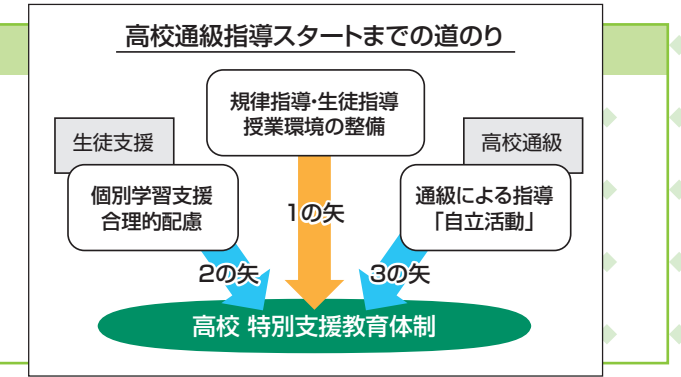 高校通級指導スタートまでの道のり
規律指導・生徒指導
授業環境の整備
生徒支援
高校通級
個別学習支援
合理的配慮
1の矢
通級による指導
「自立活動」
2の矢
3の矢
高校 特別支援教育体制